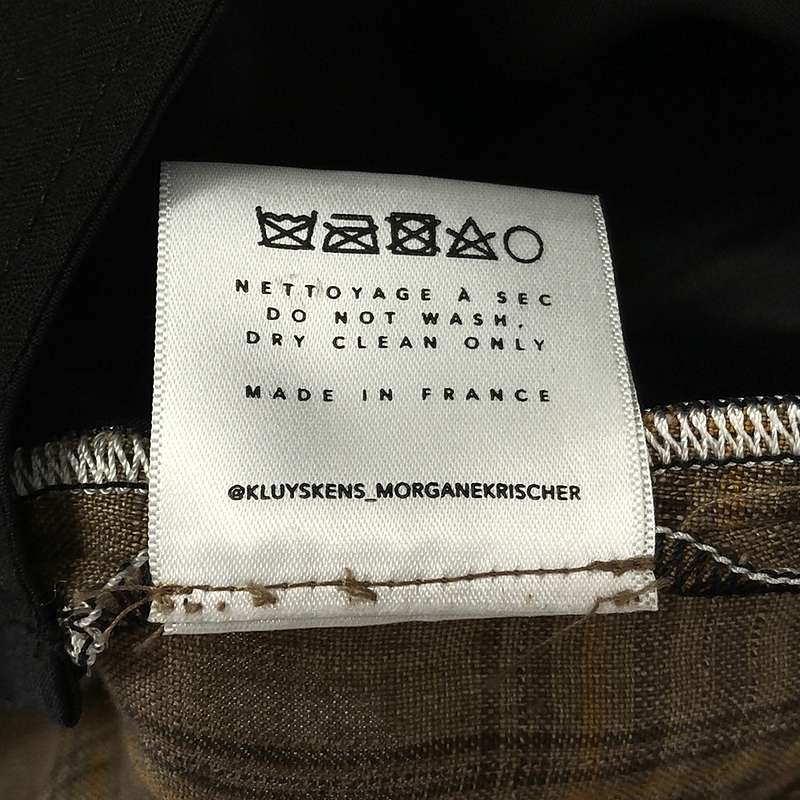 NETTOYAGE À SEC
DO NOT WASH,
DRY CLEAN ONLY
MADE IN FRANCE
@KLUYSKENS_MORGANEKRISCHER